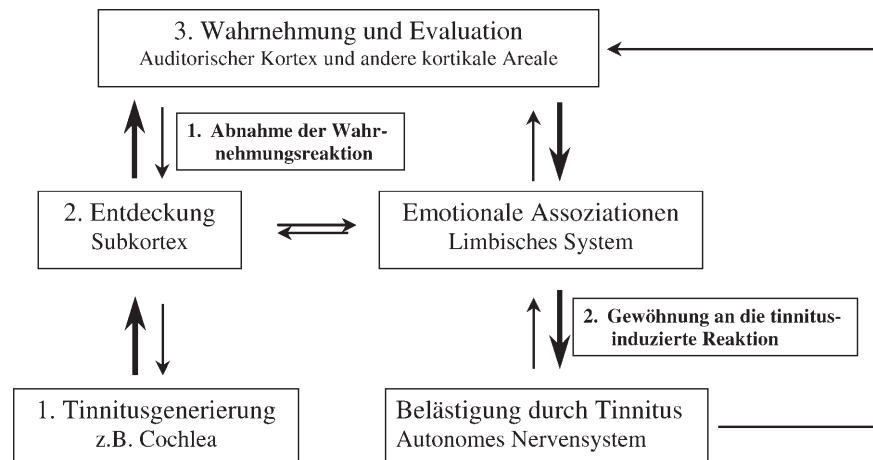 3. Wahrnehmung und Evaluation
Auditorischer Kortex und andere kortikale Areale
1. Abnahme der Wahr-
nehmungsreaktion
2. Entdeckung
Subkortex
Emotionale Assoziationen
Limbisches System
2. Gewöhnung an die tinnitus-
induzierte Reaktion
1. Tinnitusgenerierung
z.B. Cochlea
Belästigung durch Tinnitus
Autonomes Nervensystem